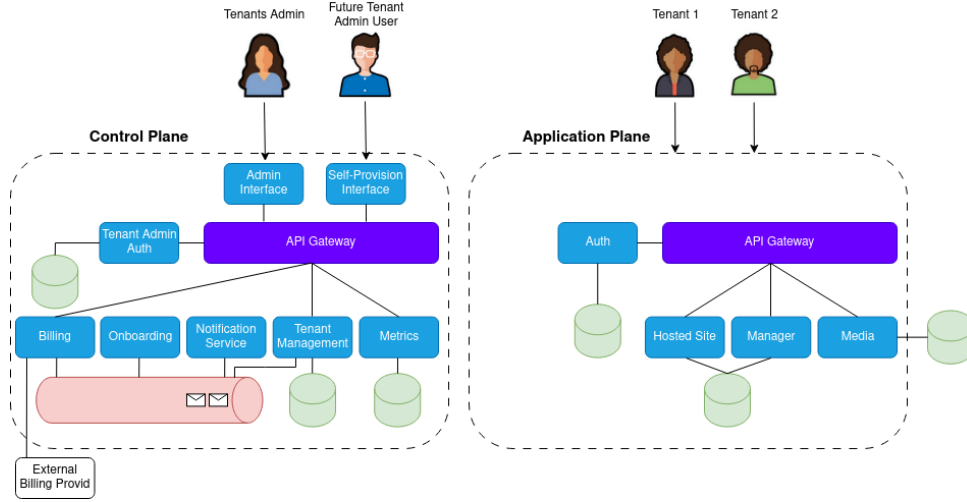 Tenants Admin
Future Tenant
Admin User
Tenant 1
Tenant 2
Control Plane
Application Plane
Admin
Interface
Self-Provision
Interface
Tenant Admin
Auth
API Gateway
Auth
API Gateway
Billing
Onboarding
Notification
Service
Tenant
Management
Metrics
Hosted Site
Manager
Media
External
Billing Provid